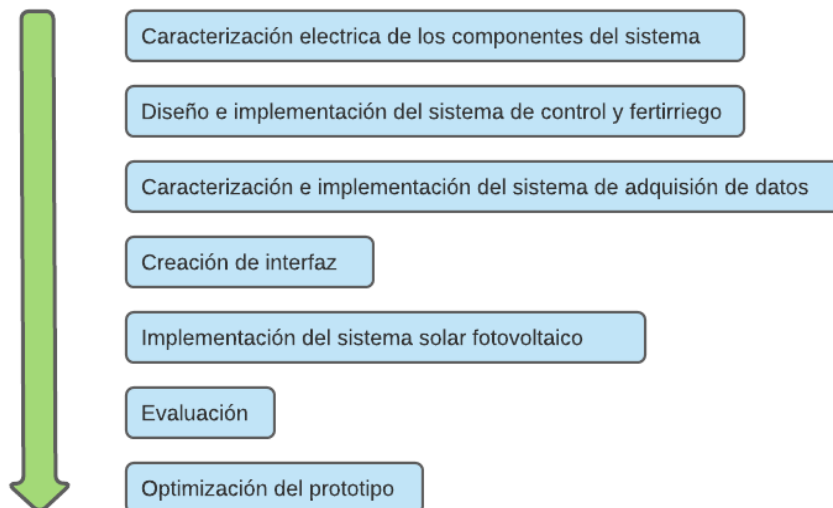 Caracterización electrica de los componentes del sistema
Diseño e implementación del sistema de control y fertirriego
Caracterización e implementación del sistema de adquisión de datos
Creación de interfaz
Implementación del sistema solar fotovoltaico
Evaluación
Optimización del prototipo